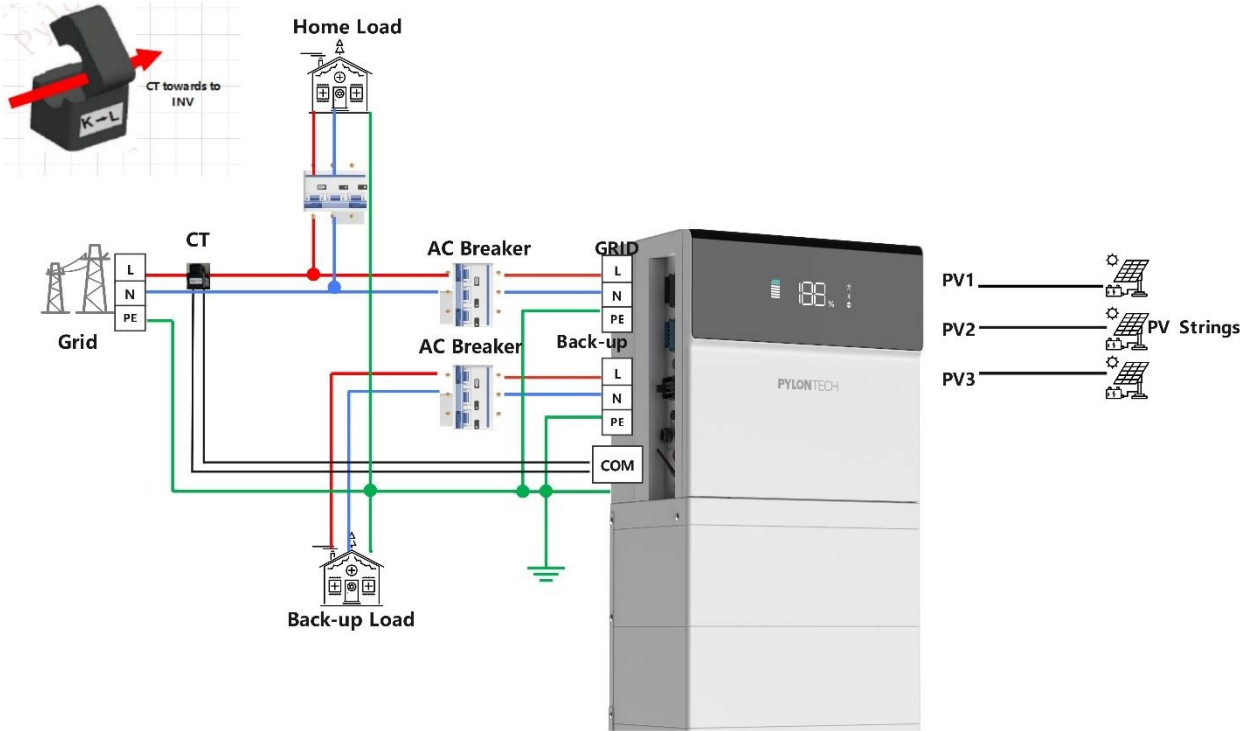 Home Load
CT towards to
INV
K→L
CT
AC Breaker
GRID
L
N
PE
Grid
L
N
PE
AC Breaker
Back-up
L
N
PE
COM
188%
PYLONTECH
PV1
PV2
PV Strings
PV3
Back-up Load